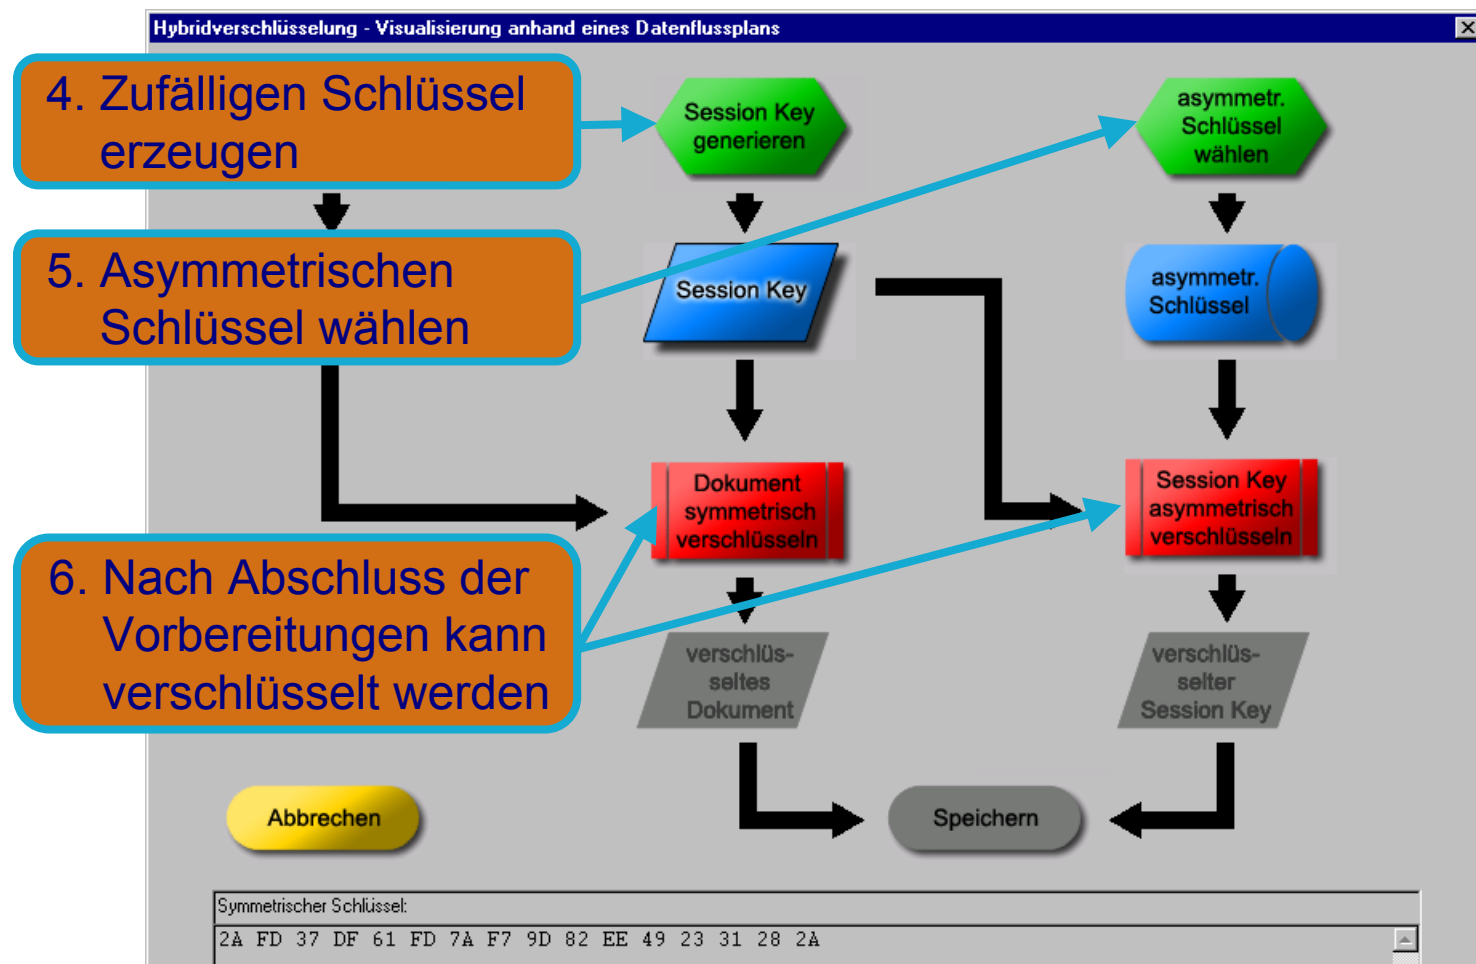 Hybridverschlüsselung - Visualisierung anhand eines Datenflussplans
4. Zufälligen Schlüssel
erzeugen
Session Key
generieren
asymmetr.
Schlüssel
wählen
5. Asymmetrischen
Schlüssel wählen
Session Key
asymmetr.
Schlüssel
Dokument
symmetrisch
verschlüsseln
Session Key
asymmetrisch
verschlüsseln
6. Nach Abschluss der
Vorbereitungen kann
verschlüsselt werden
verschlüs-
seltes
Dokument
verschlüs-
selter
Session Key
Abbrechen
Speichern
Symmetrischer Schlüssel:
2A FD 37 DF 61 FD 7A F7 9D 82 EE 49 23 31 28 2A